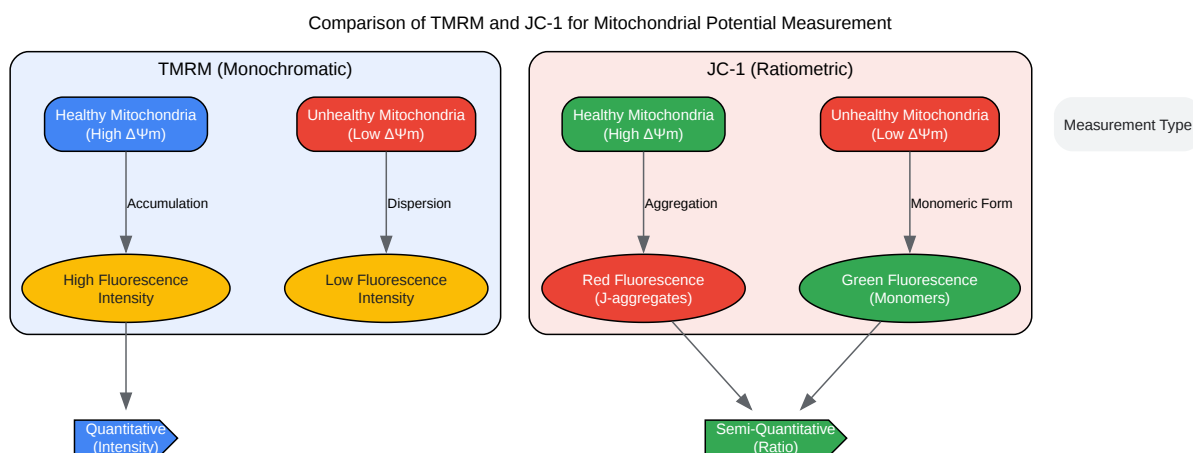 Comparison of TMRM and JC-1 for Mitochondrial Potential Measurement
TMRM (Monochromatic)
Healthy Mitochondria
(High ΔΨm)
Unhealthy Mitochondria
(Low ΔΨm)
Accumulation
Dispersion
High Fluorescence
Intensity
Low Fluorescence
Intensity
Quantitative
(Intensity)
JC-1 (Ratiometric)
Healthy Mitochondria
(High ΔΨm)
Unhealthy Mitochondria
(Low ΔΨm)
Aggregation
Monomeric Form
Red Fluorescence
(J-aggregates)
Green Fluorescence
(Monomers)
Semi-Quantitative
(Ratio)
Measurement Type